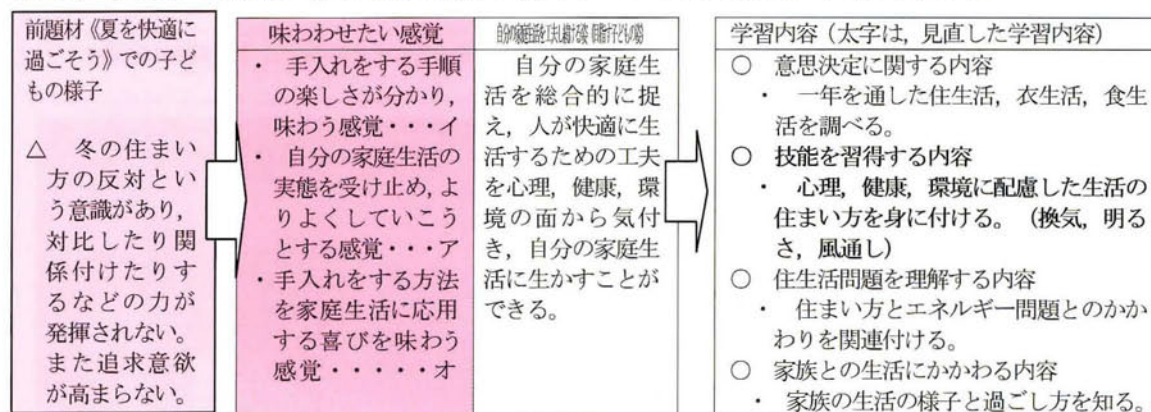 前題材《夏を快適に
過ごそう》での子ど
もの様子
△ 冬の住まい
方の反対とい
う意識があり，
対比したり関
係付けたりす
るなどの力が
発揮されない。
また追求意欲
が高まらない。
味わわせたい感覚
・ 手入れをする手順
の楽しさが分かり，
味わう感覚・・・イ
・ 自分の家庭生活の
実態を受け止め，よ
りよくしていこう
とする感覚・・・ア
・手入れをする方法
を家庭生活に応用
する喜びを味わう
感覚・・・・・オ
自分の家庭生
活を総合的に捉
え，人が快適に生
活するための工夫
を心理，健康，環
境の面から気付
き，自分の家庭生
活に生かすことが
できる。
学習内容（太字は，見直した学習内容）
○ 意思決定に関する内容
・ 一年を通した住生活，衣生活，食生
活を調べる。
○ 技能を習得する内容
・ 心理，健康，環境に配慮した生活の
住まい方を身に付ける。（換気，明る
さ，風通し）
○ 住生活問題を理解する内容
・ 住まい方とエネルギー問題とのかか
わりを関連付ける。
○ 家族との生活にかかわる内容
・ 家族の生活の様子と過ごし方を知る。